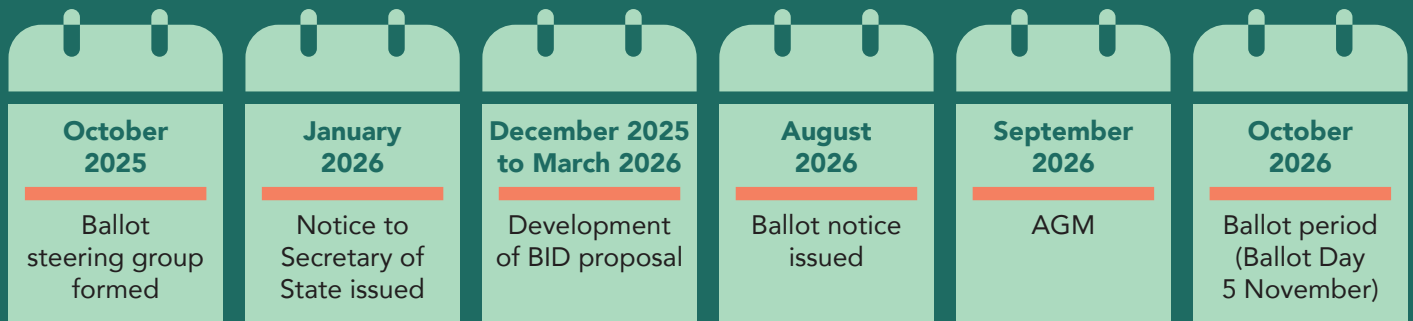 October
2025
Ballot
steering group
formed
January
2026
Notice to
Secretary of
State issued
December 2025
to March 2026
Development
of BID proposal
August
2026
Ballot notice
issued
September
2026
AGM
October
2026
Ballot period
(Ballot Day
5 November)